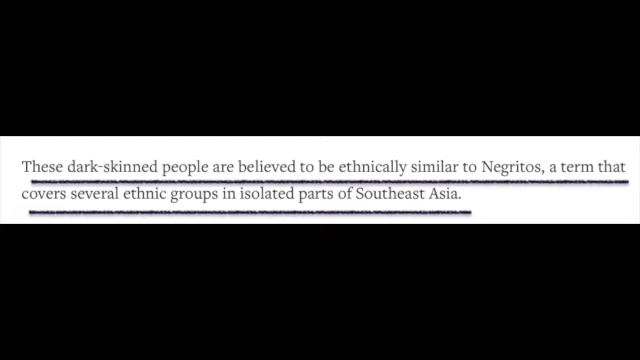 These dark-skinned people are believed to be ethnically similar to Negritos, a term that
covers several ethnic groups in isolated parts of Southeast Asia.